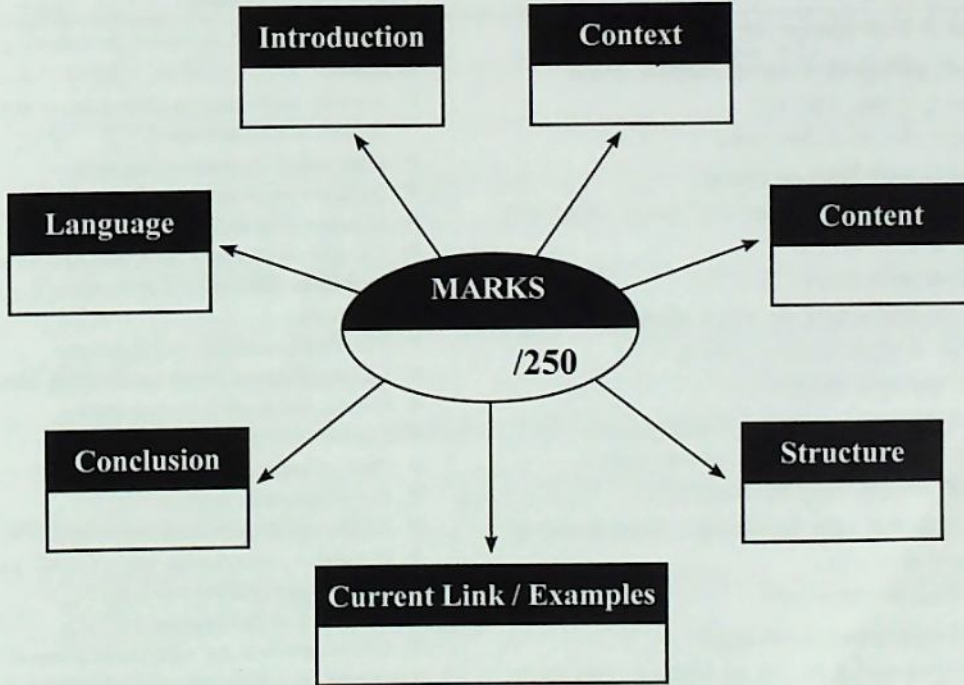 Introduction
Context
Language
Content
MARKS
/250
Conclusion
Structure
Current Link / Examples